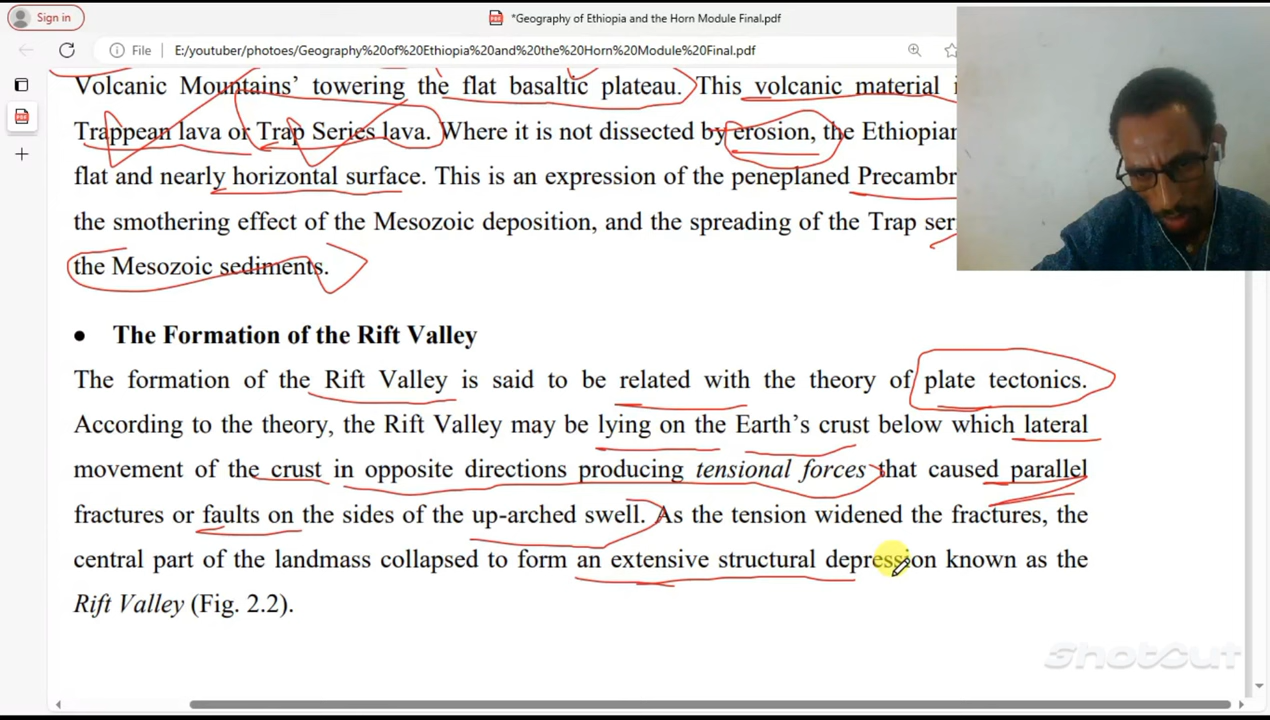 Sign in
*Geography of Ethiopia and the Horn Module Final.pdf
File E:/youtuber/photoes/Geography%20of%20Ethiopia%20and%20the%20Horn%20Module%20Final.pdf
Volcanic Mountains’ towering the flat basaltic plateau. This volcanic material
Trappean lava or Trap Series lava. Where it is not dissected by erosion, the Ethiopian
flat and nearly horizontal surface. This is an expression of the peneplaned
the smothering effect of the Mesozoic deposition, and the spreading of the Trap
the Mesozoic sediments.
• The Formation of the Rift Valley
The formation of the Rift Valley is said to be related with the theory of plate tectonics.
According to the theory, the Rift Valley may be lying on the Earth’s crust below which lateral
movement of the crust in opposite directions producing tensional forces that caused parallel
fractures or faults on the sides of the up-arched swell. As the tension widened the fractures, the
central part of the landmass collapsed to form an extensive structural depression known as the
Rift Valley (Fig. 2.2).
Shotcut